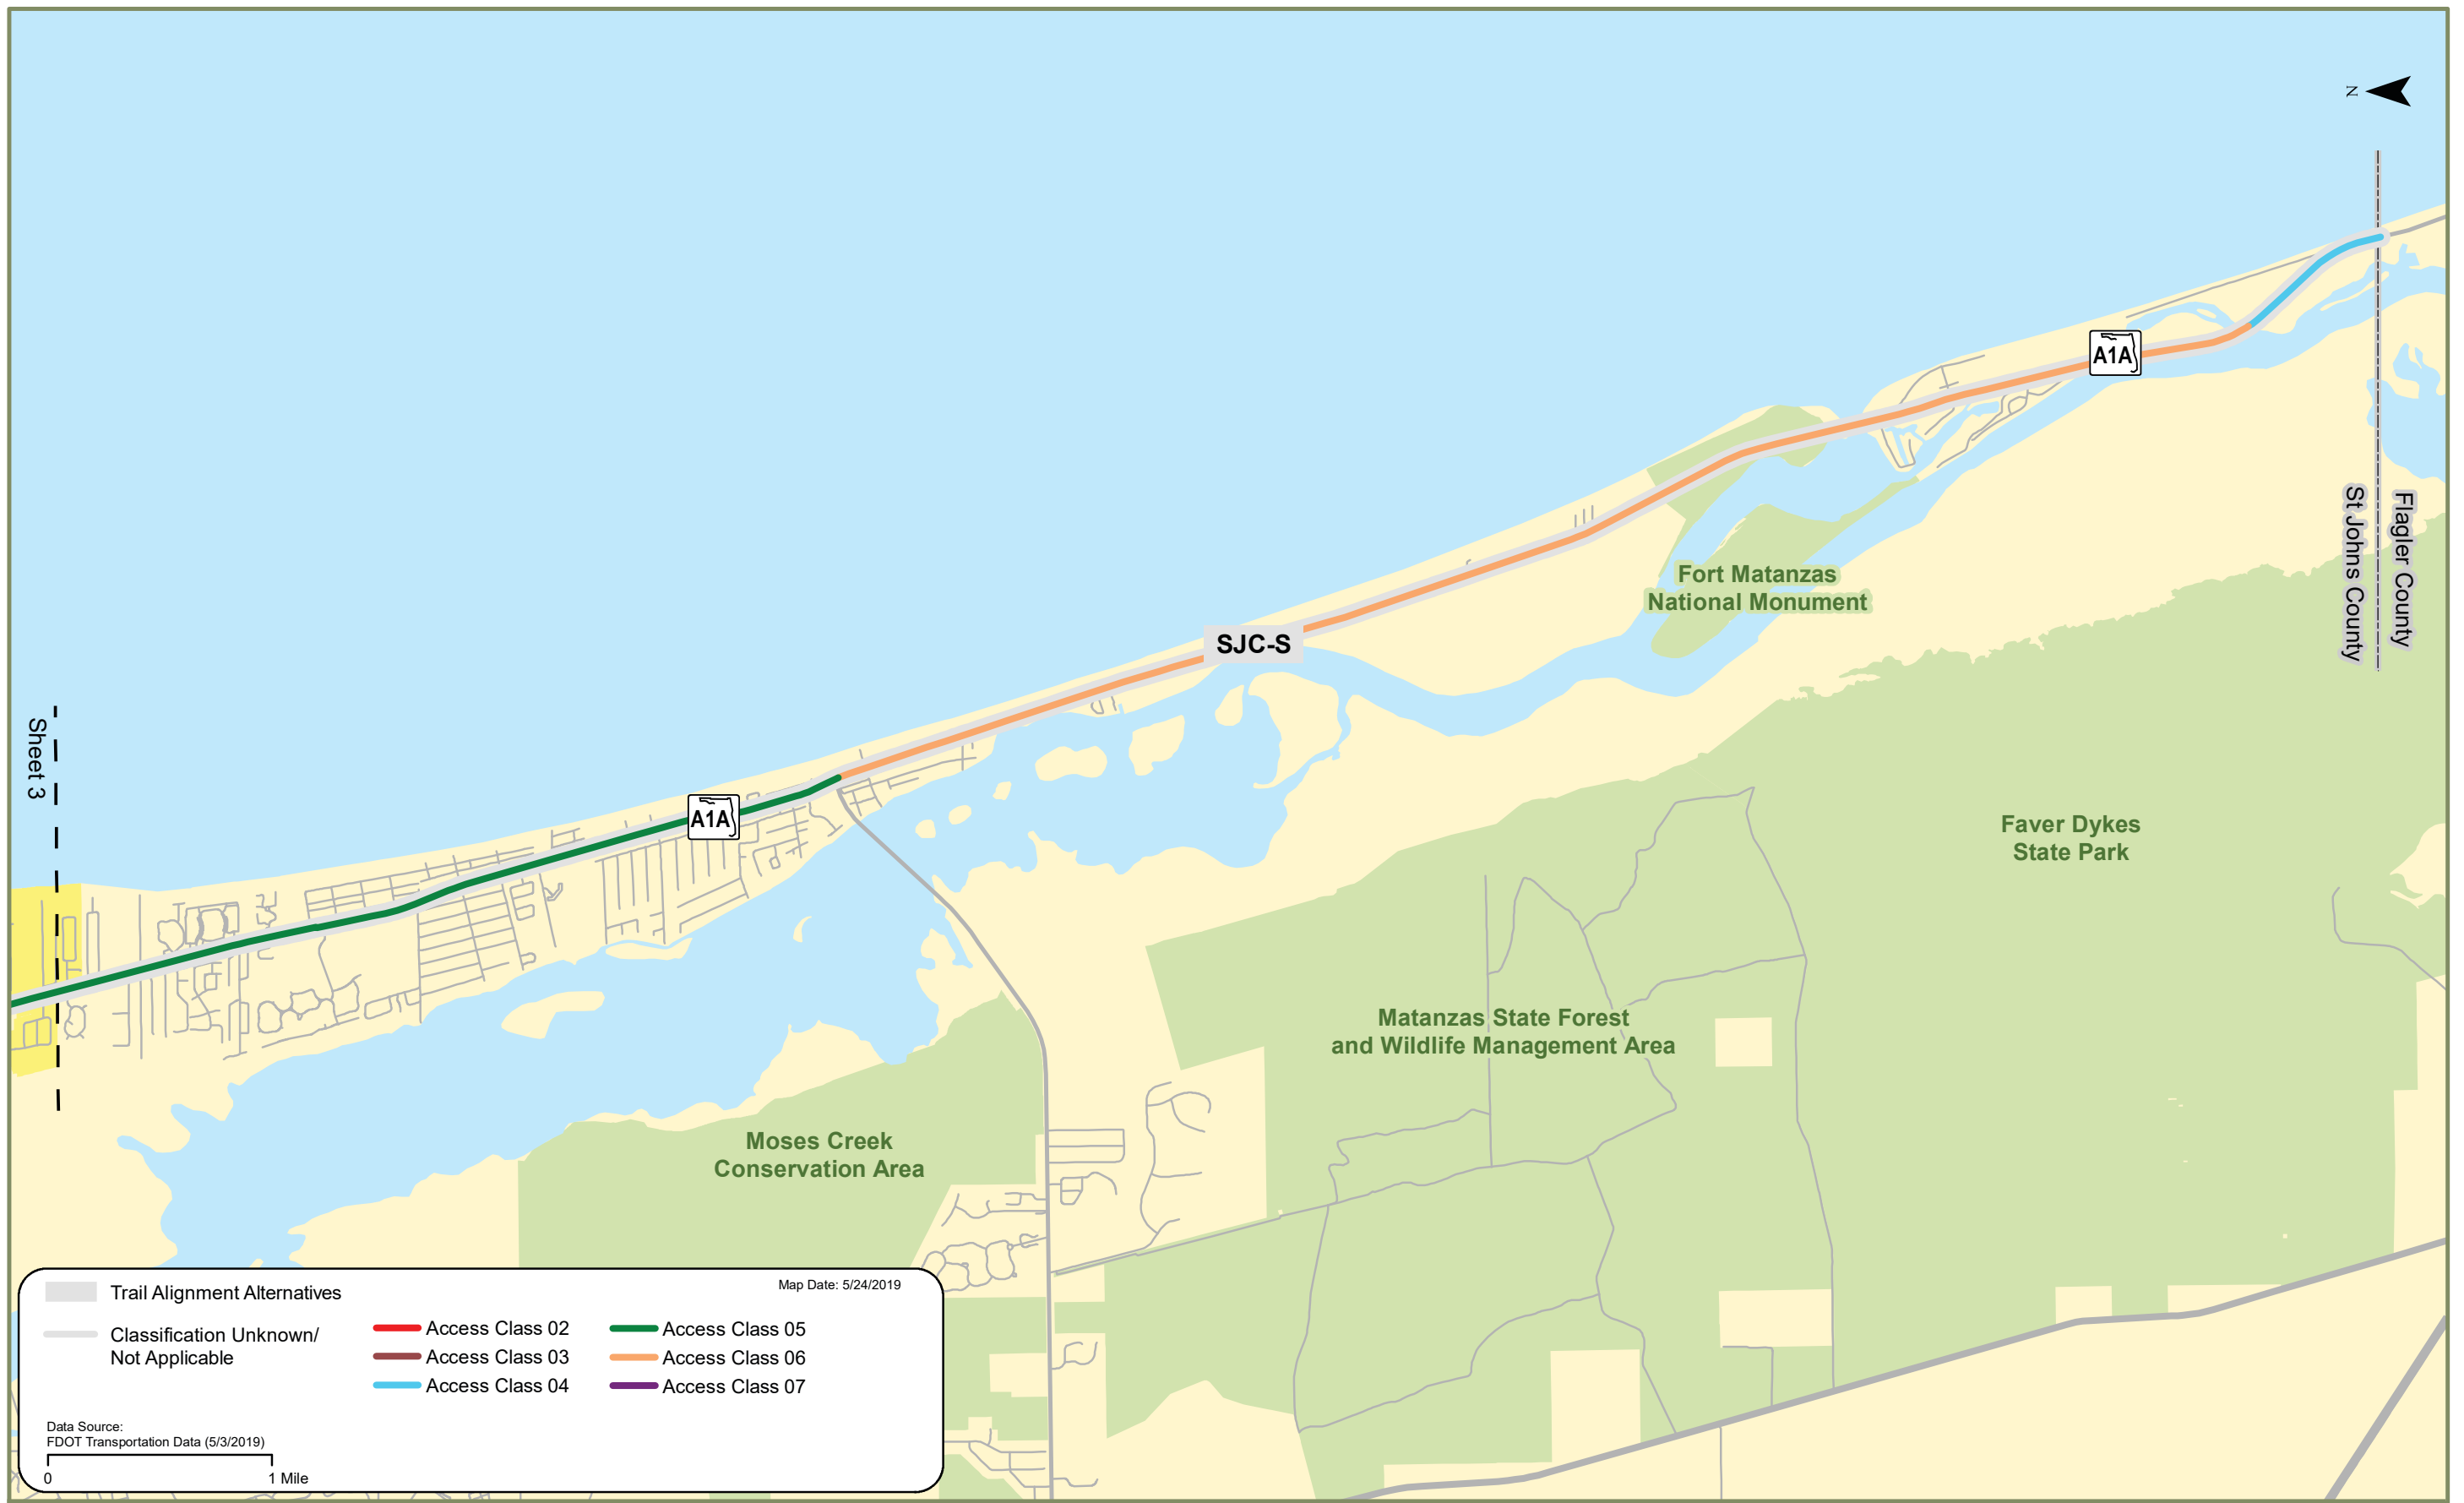 N
A1A
St Johns County
Flagler County
Fort Matanzas
National Monument
SJC-S
Sheet 3
A1A
Faver Dykes
State Park
Matanzas State Forest
and Wildlife Management Area
Moses Creek
Conservation Area
Trail Alignment Alternatives
Map Date: 5/24/2019
Classification Unknown/
Not Applicable
Access Class 02
Access Class 03
Access Class 04
Access Class 05
Access Class 06
Access Class 07
Data Source:
FDOT Transportation Data (5/3/2019)
0 1 Mile